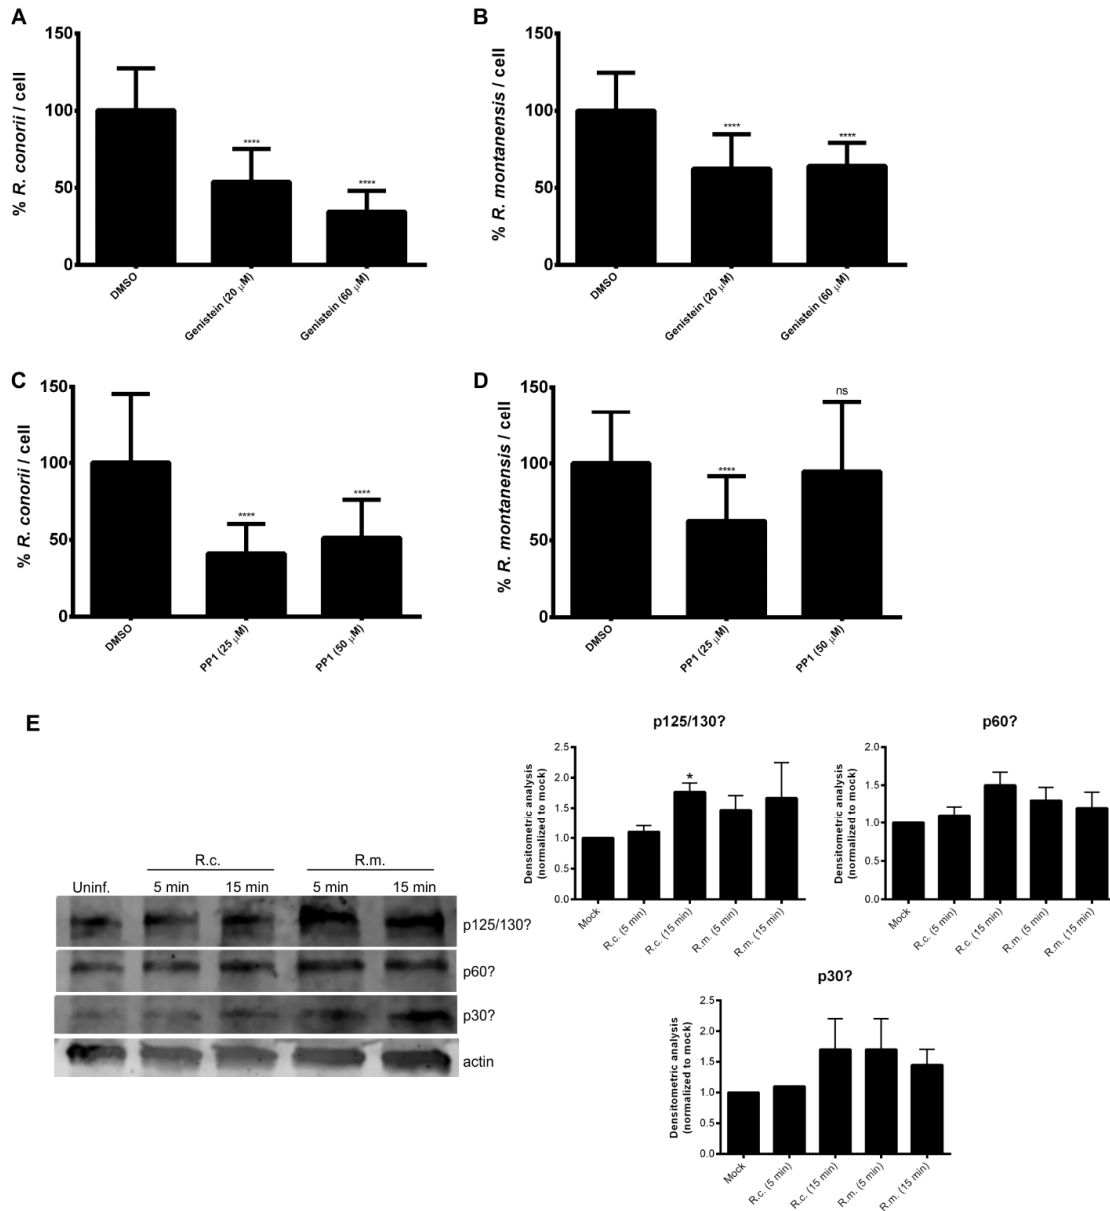 A
% R. conorii / cell
150
100
50
0
****
****
DMSO
Genistein (20 μM)
Genistein (60 μM)
B
% R. montanensis / cell
150
100
50
0
****
****
DMSO
Genistein (20 μM)
Genistein (60 μM)
C
% R. conorii / cell
150
100
50
0
****
****
DMSO
PP1 (25 μM)
PP1 (50 μM)
D
% R. montanensis / cell
150
100
50
0
****
ns
DMSO
PP1 (25 μM)
PP1 (50 μM)
E
R.c.
R.m.
Uninf.
5 min
15 min
5 min
15 min
p125/130?
p60?
p30?
actin
p125/130?
Densitometric analysis
(normalized to mock)
2.5
2.0
1.5
1.0
0.5
0.0
*
Mock
R.c. (5 min)
R.c. (15 min)
R.m. (5 min)
R.m. (15 min)
p60?
Densitometric analysis
(normalized to mock)
2.0
1.5
1.0
0.5
0.0
Mock
R.c. (5 min)
R.c. (15 min)
R.m (5 min)
R.m. (15 min)
p30?
Densitometric analysis
(normalized to mock)
2.5
2.0
1.5
1.0
0.5
0.0
Mock
R.c. (5 min)
R.c. (15 min)
R.m. (5 min)
R.m. (15 min)